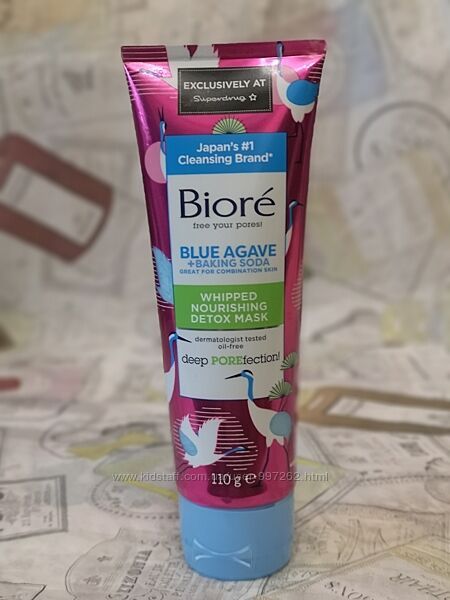 EXCLUSIVELY AT
Superdrug
Japan's #1
Cleansing Brand*
Bioré
free your pores!
BLUE AGAVE
+BAKING SODA
GREAT FOR COMBINATION SKIN
WHIPPED
NOURISHING
DETOX MASK
dermatologist tested
oil-free
deep POREfection!
110 g e